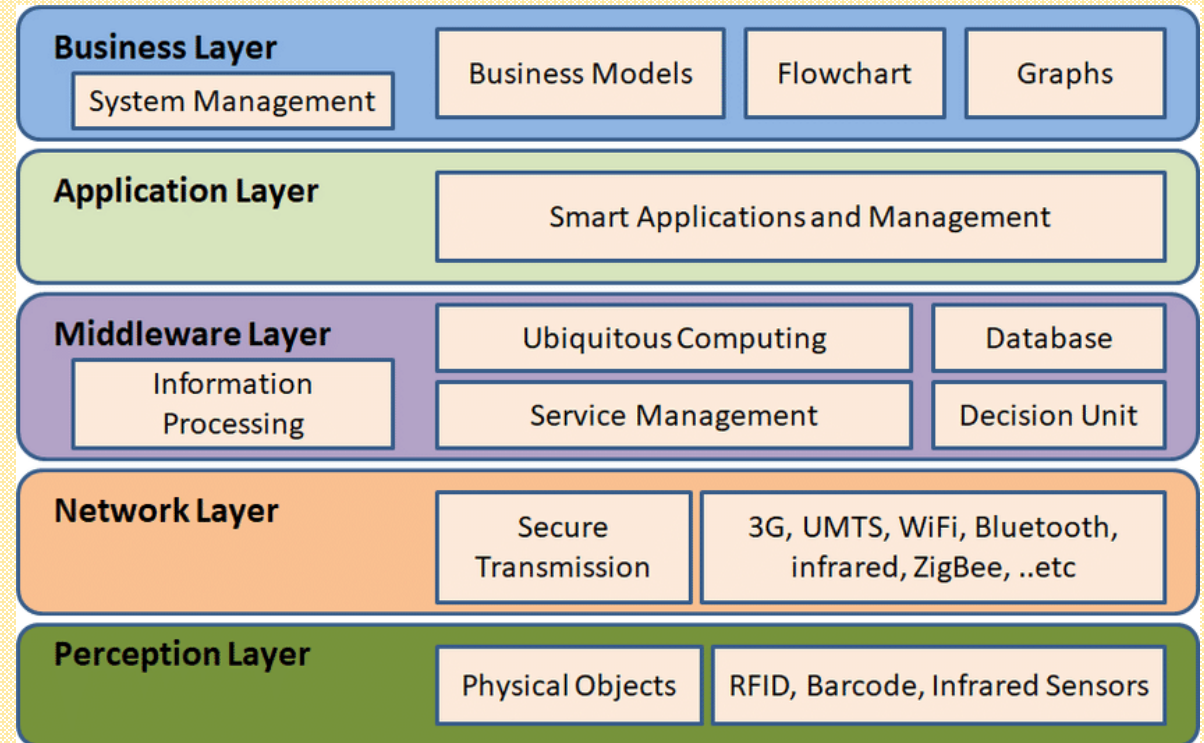 Business Layer
System Management
Business Models
Flowchart
Graphs
Application Layer
Smart Applications and Management
Middleware Layer
Information
Processing
Ubiquitous Computing
Database
Service Management
Decision Unit
Network Layer
Secure
Transmission
3G, UMTS, WiFi, Bluetooth,
infrared, ZigBee, ..etc
Perception Layer
Physical Objects
RFID, Barcode, Infrared Sensors